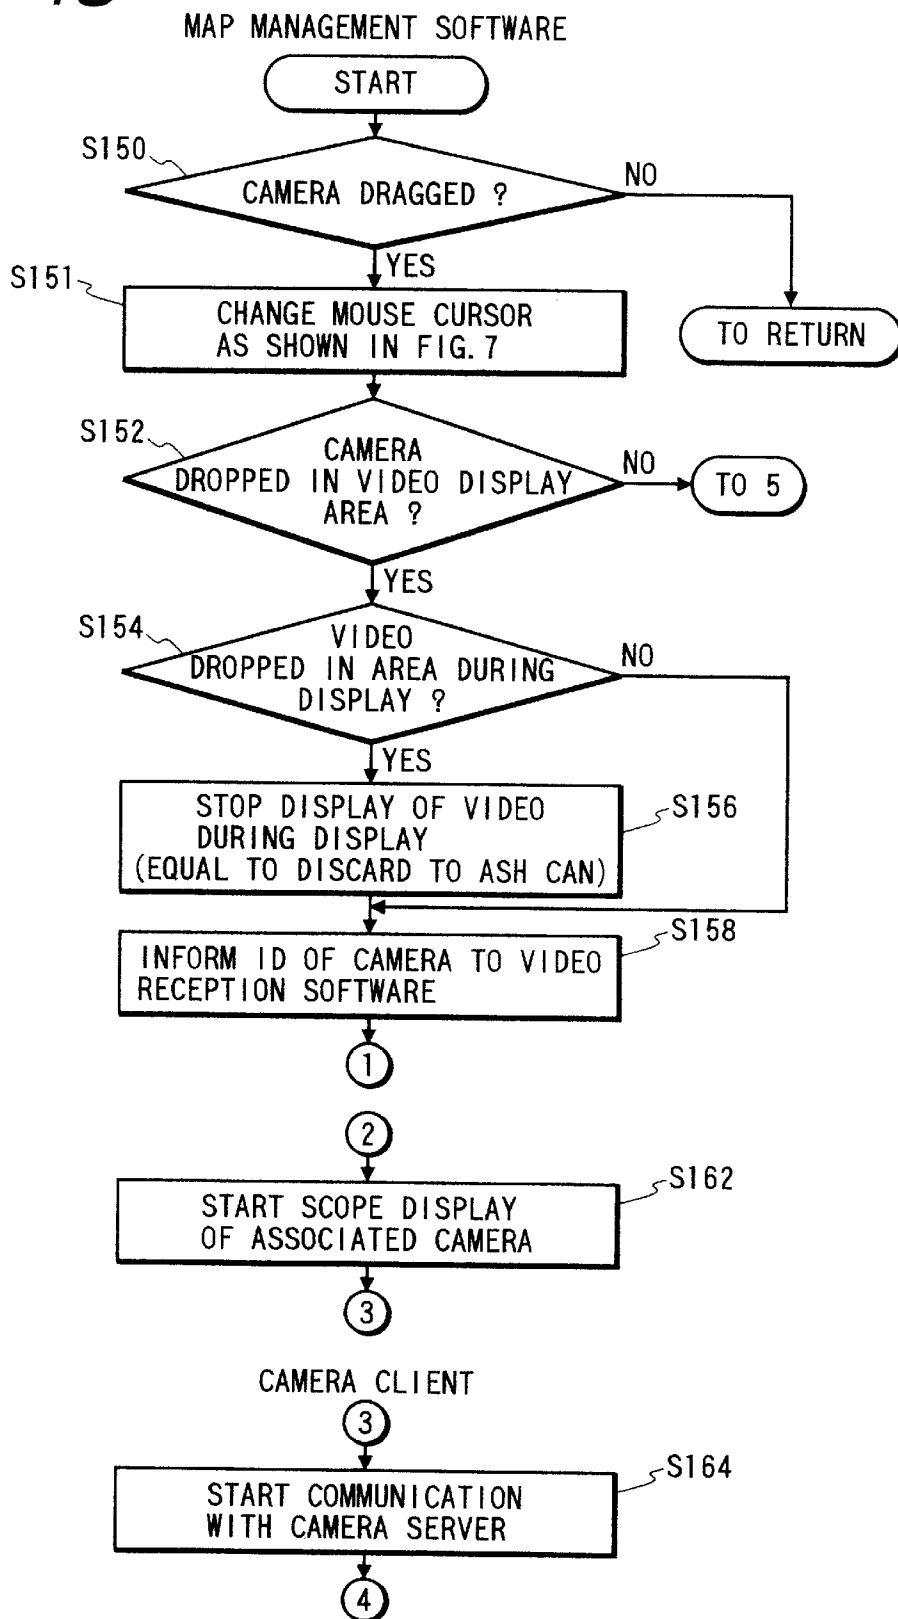 MAP MANAGEMENT SOFTWARE
START
S150
CAMERA DRAGGED ?
NO
YES
S151
CHANGE MOUSE CURSOR
AS SHOWN IN FIG. 7
TO RETURN
S152
CAMERA
DROPPED IN VIDEO DISPLAY
AREA ?
NO
TO 5
YES
S154
VIDEO
DROPPED IN AREA DURING
DISPLAY ?
NO
YES
STOP DISPLAY OF VIDEO
DURING DISPLAY
(EQUAL TO DISCARD TO ASH CAN)
S156
S158
INFORM ID OF CAMERA TO VIDEO
RECEPTION SOFTWARE
1
2
S162
START SCOPE DISPLAY
OF ASSOCIATED CAMERA
3
CAMERA CLIENT
3
S164
START COMMUNICATION
WITH CAMERA SERVER
4